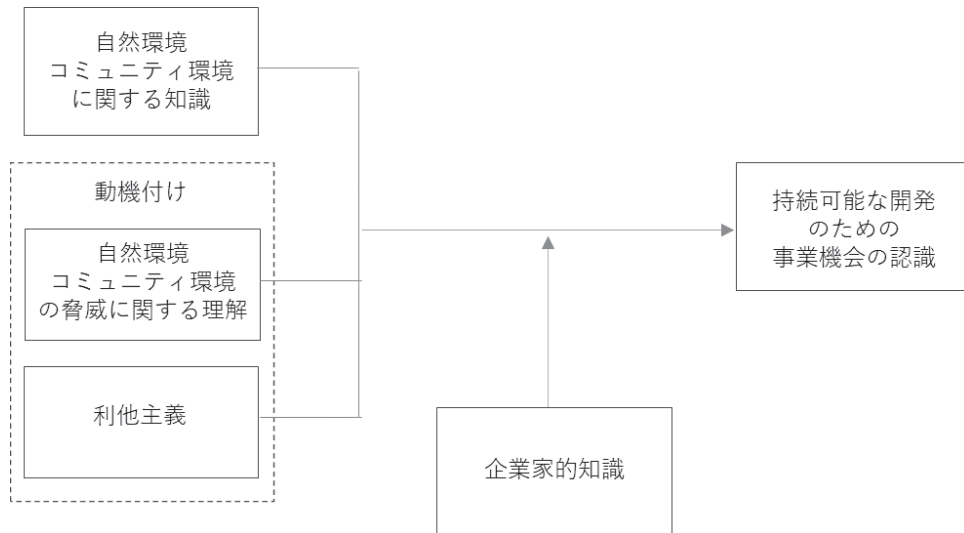 自然環境
コミュニティ環境
に関する知識
動機付け
自然環境
コミュニティ環境
の脅威に関する理解
利他主義
持続可能な開発
のための
事業機会の認識
企業家的知識